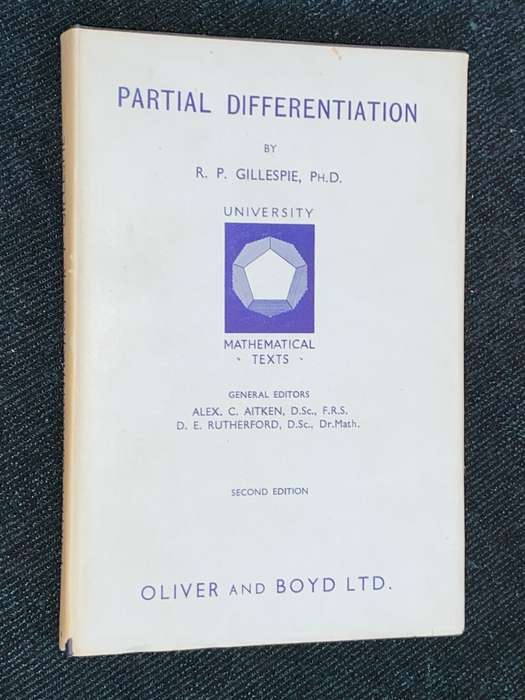 PARTIAL DIFFERENTIATION
BY
R. P. GILLESPIE, PH.D.
UNIVERSITY
MATHEMATICAL
· TEXTS ·
GENERAL EDITORS
ALEX. C. AITKEN, D.Sc., F.R.S.
D. E. RUTHERFORD, D.Sc., Dr.Math.
SECOND EDITION
OLIVER AND BOYD LTD.